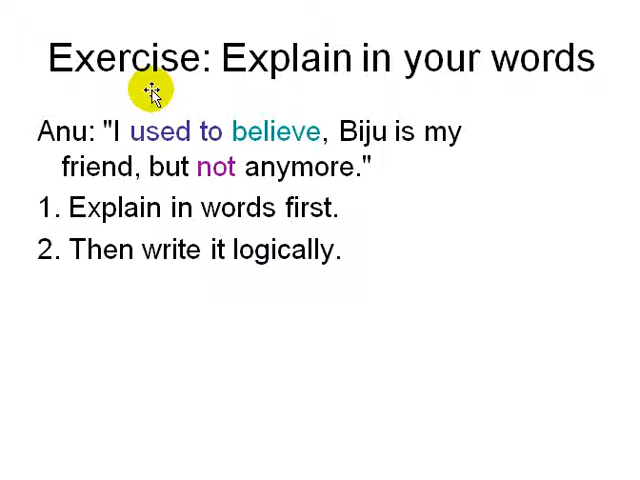 Exercise: Explain in your words
Anu: "I used to believe, Biju is my
friend, but not anymore."
1. Explain in words first.
2. Then write it logically.